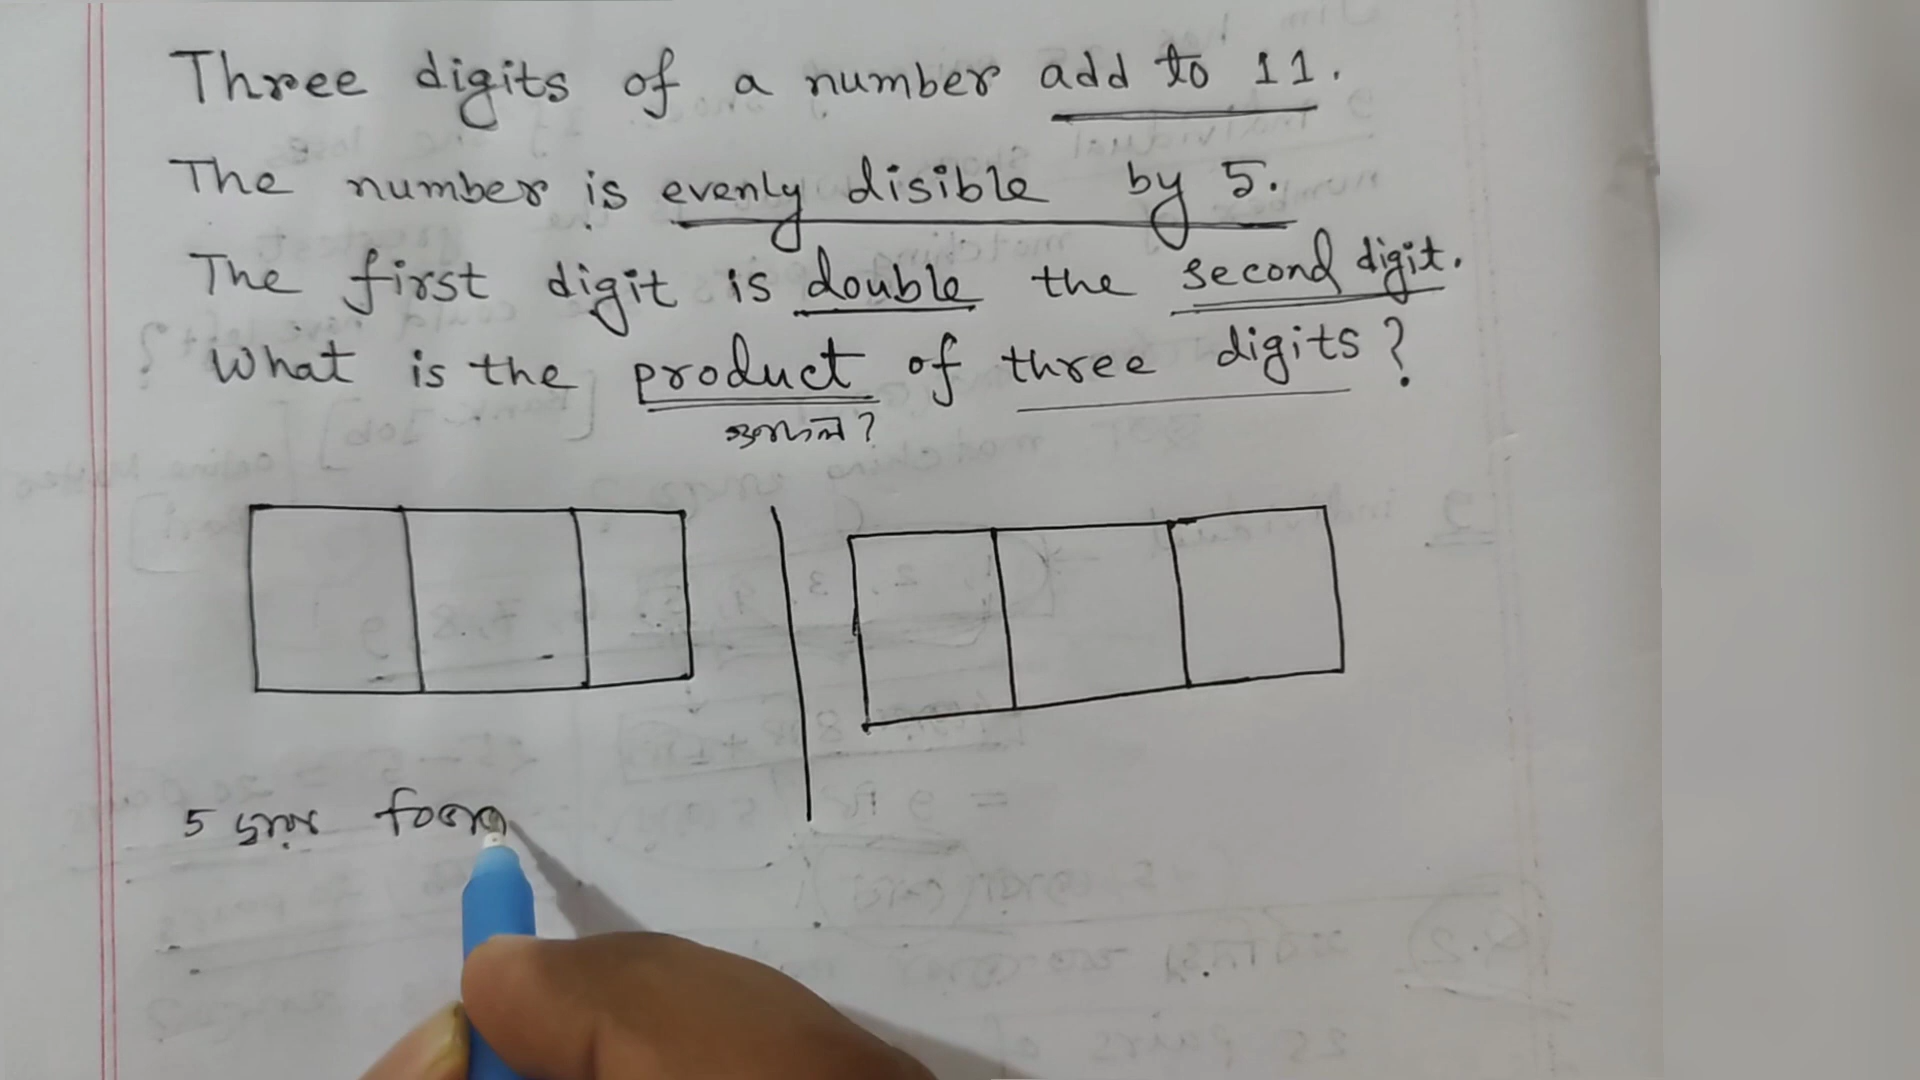 Three digits of a number add to 11.
The number is evenly disible by 5.
The first digit is double the second digit.
What is the product of three digits?
গুনফল?
5 দ্বারা